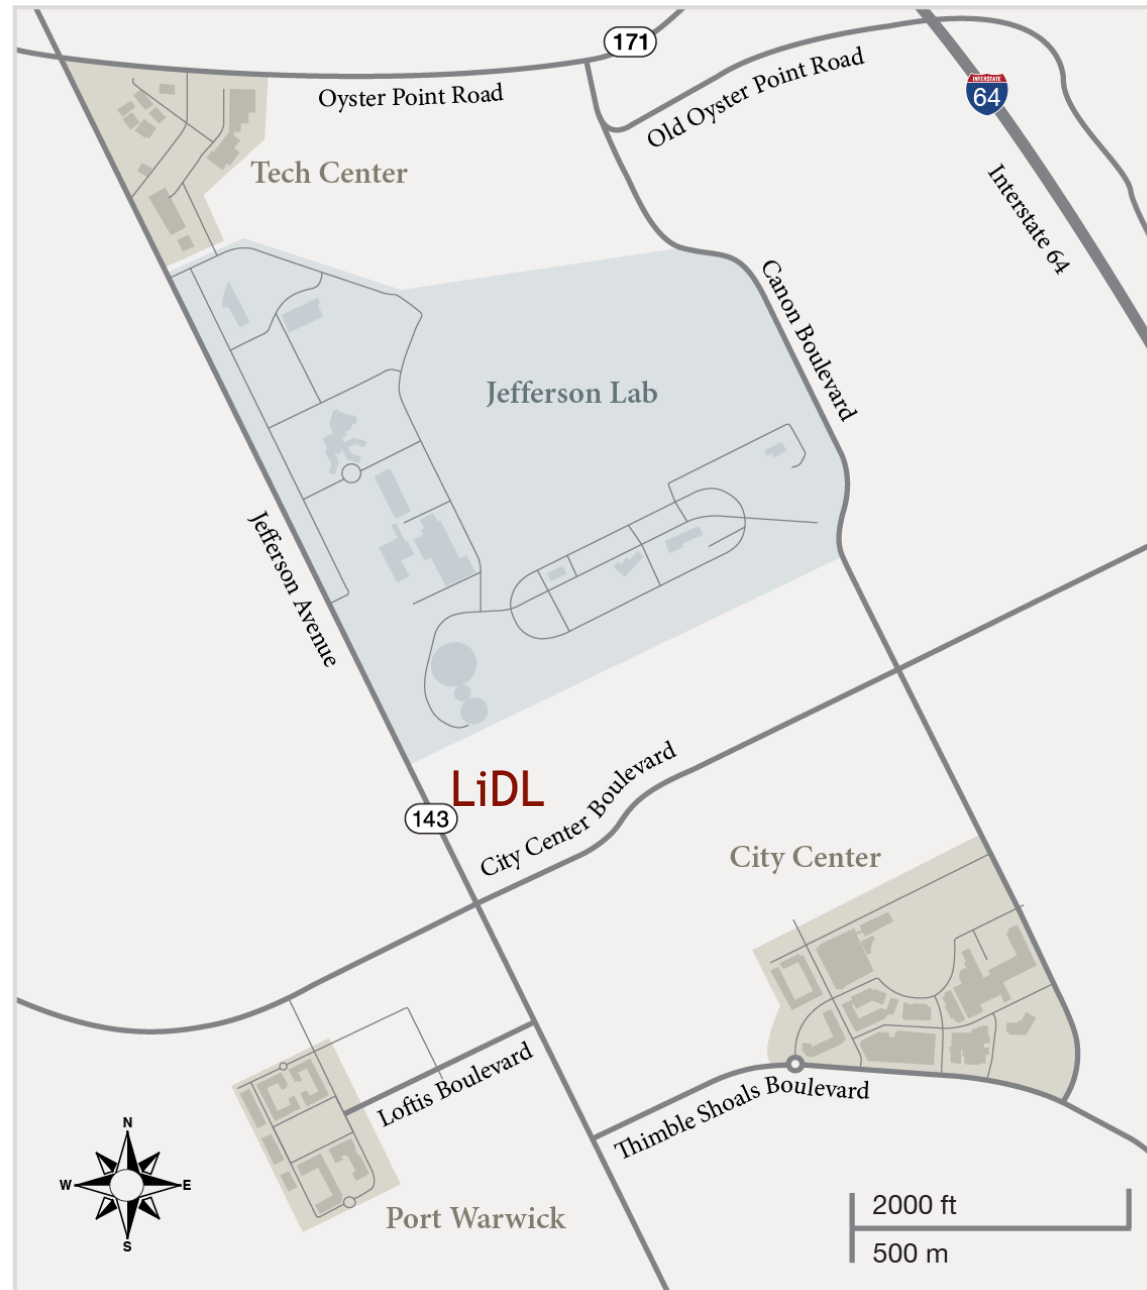 171
Oyster Point Road
Old Oyster Point Road
INTERSTATE
64
Tech Center
Interstate 64
Canon Boulevard
Jefferson Lab
Jefferson Avenue
LiDL
143
City Center Boulevard
City Center
Loftis Boulevard
Thimble Shoals Boulevard
N
W
E
S
Port Warwick
2000 ft
500 m